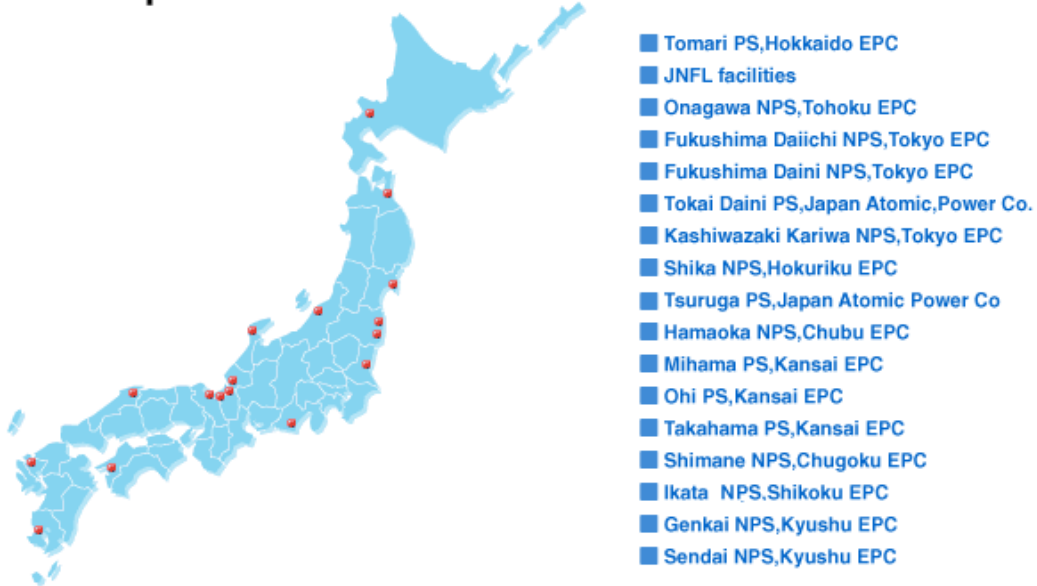 Tomari PS,Hokkaido EPC
JNFL facilities
Onagawa NPS,Tohoku EPC
Fukushima Daiichi NPS,Tokyo EPC
Fukushima Daini NPS,Tokyo EPC
Tokai Daini PS,Japan Atomic,Power Co.
Kashiwazaki Kariwa NPS,Tokyo EPC
Shika NPS,Hokuriku EPC
Tsuruga PS,Japan Atomic Power Co
Hamaoka NPS,Chubu EPC
Mihama PS,Kansai EPC
Ohi PS,Kansai EPC
Takahama PS,Kansai EPC
Shimane NPS,Chugoku EPC
Ikata NPS.Shikoku EPC
Genkai NPS,Kyushu EPC
Sendai NPS,Kyushu EPC